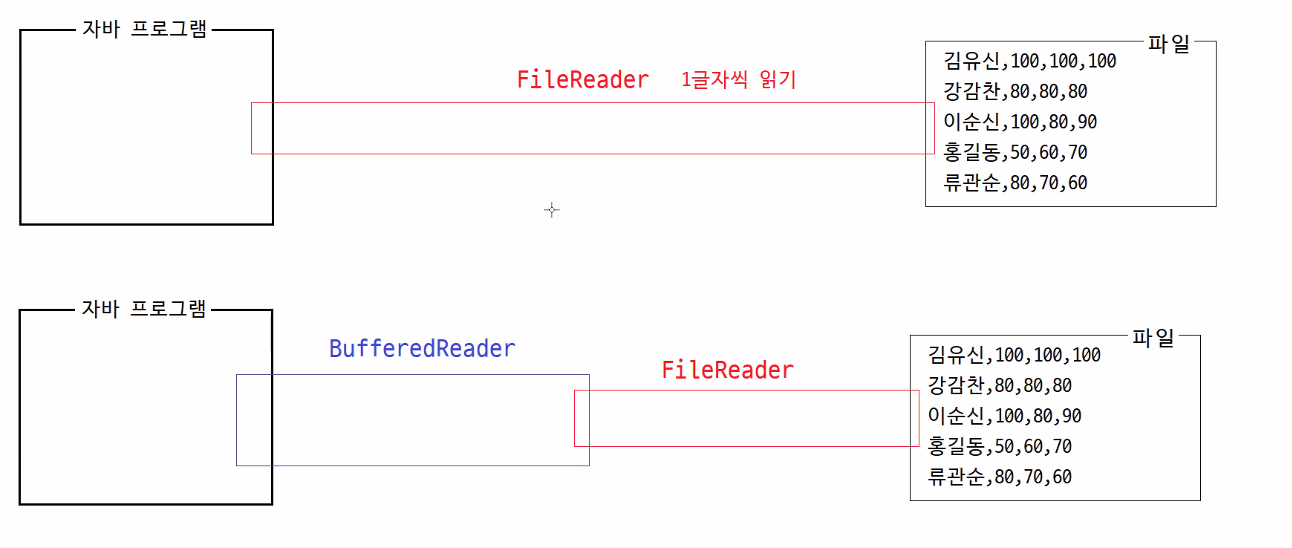 자바 프로그램
FileReader 1글자씩 읽기
파일
김유신,100,100,100
강감찬,80,80,80
이순신,100,80,90
홍길동,50,60,70
류관순,80,70,60
자바 프로그램
BufferedReader
FileReader
파일
김유신,100,100,100
강감찬,80,80,80
이순신,100,80,90
홍길동,50,60,70
류관순,80,70,60